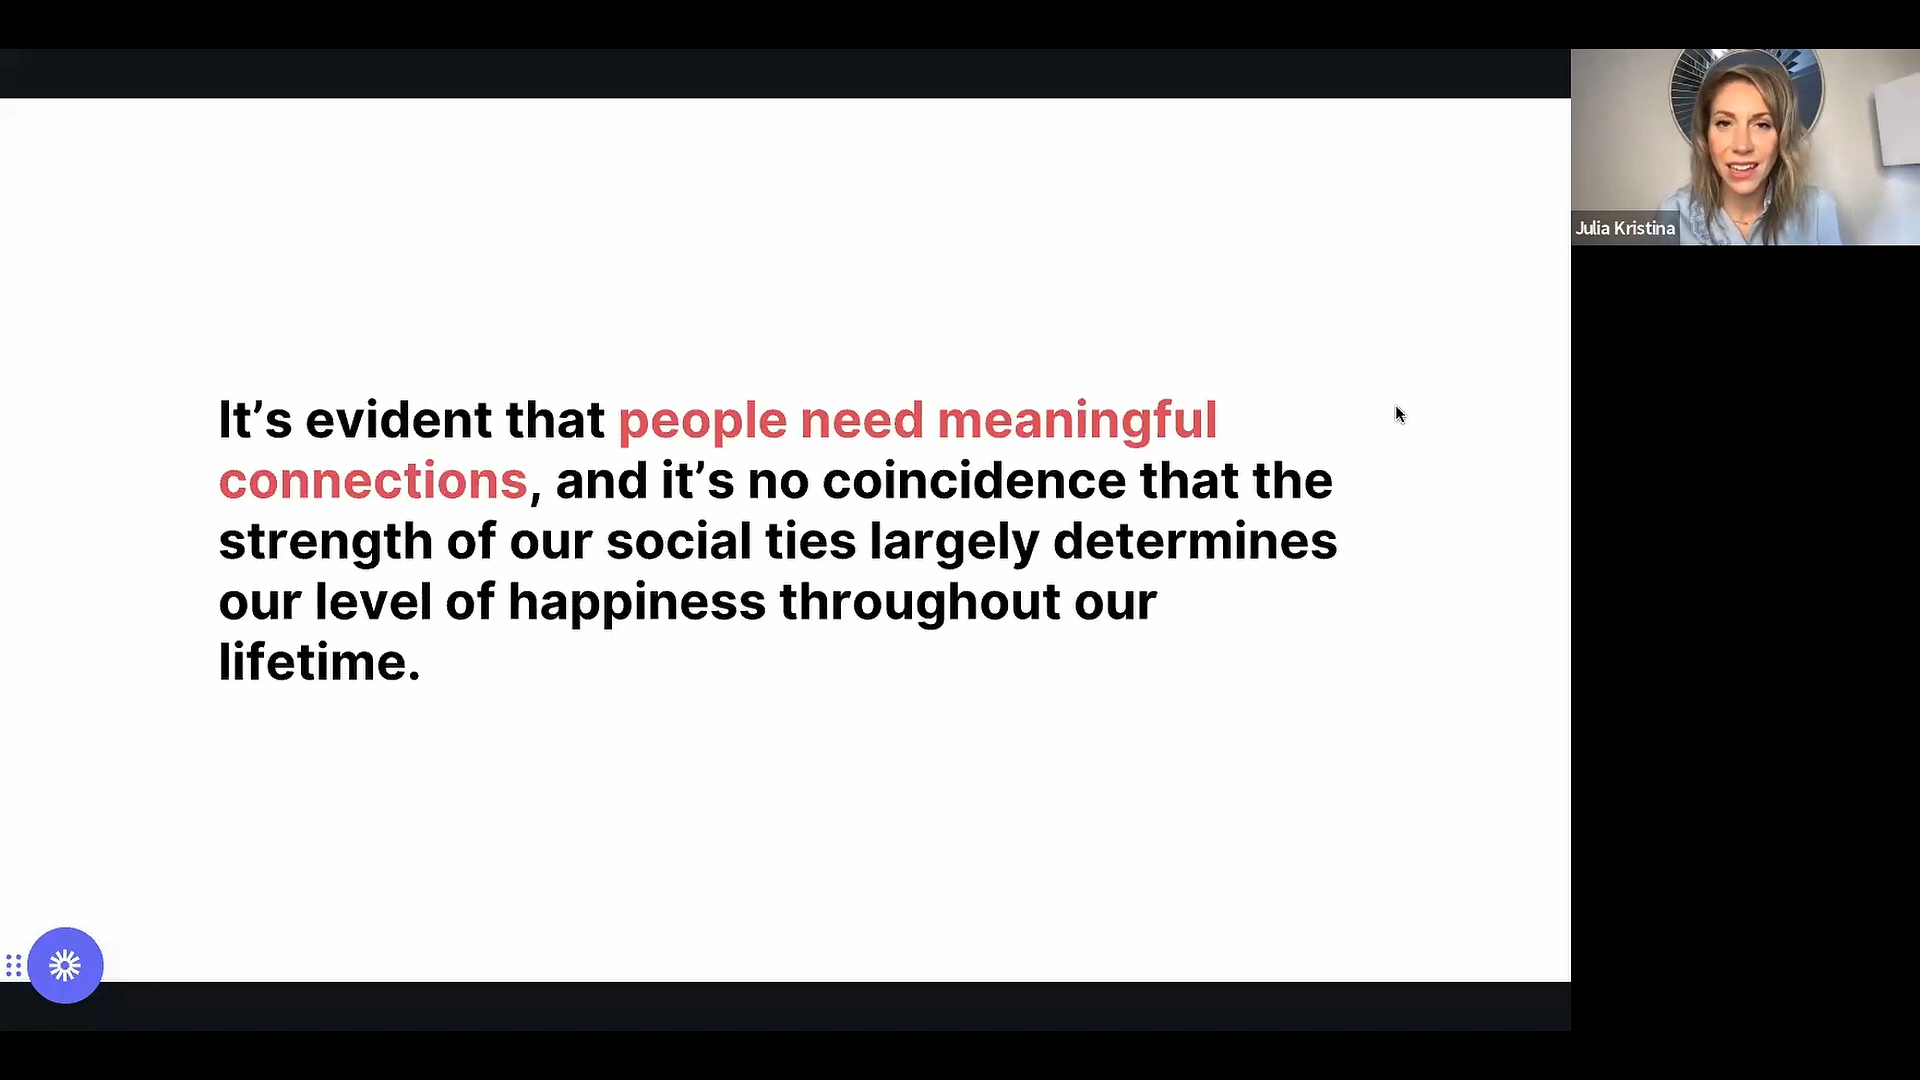 It’s evident that people need meaningful
connections, and it’s no coincidence that the
strength of our social ties largely determines
our level of happiness throughout our
lifetime.
Julia Kristina